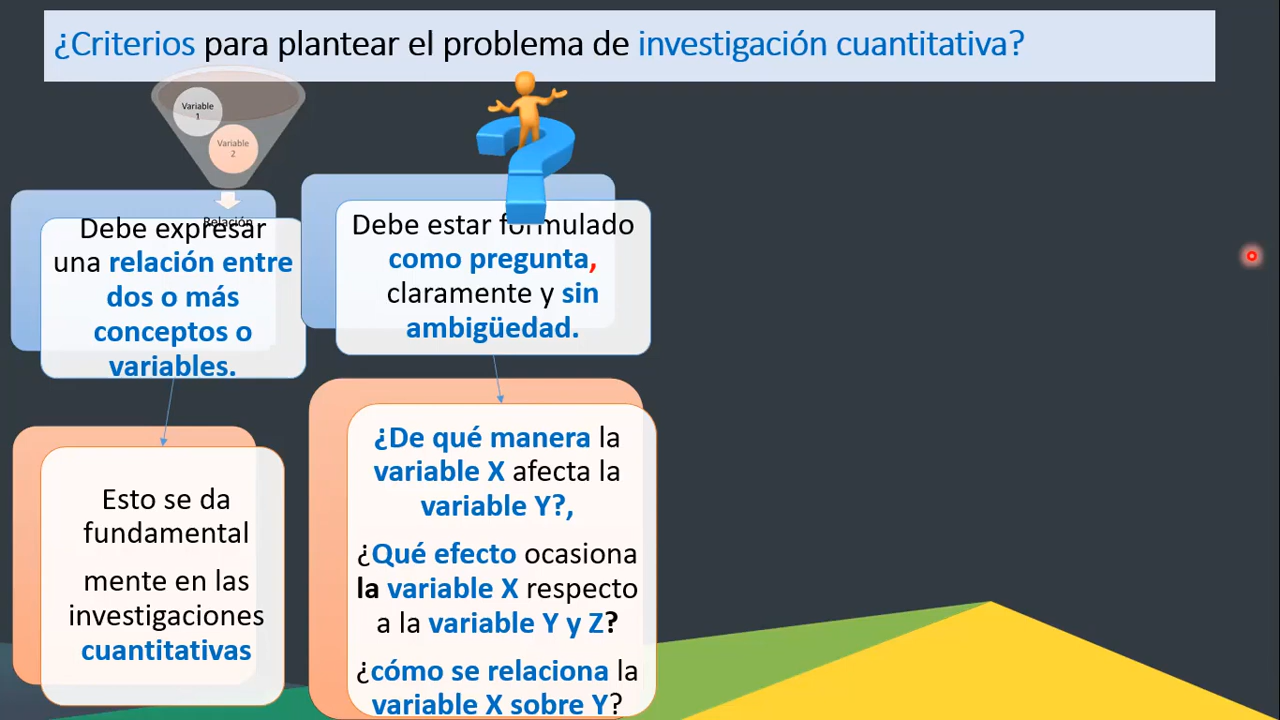 ¿Criterios para plantear el problema de investigación cuantitativa?
Variable
1
Variable
2
Relación
Debe expresar
una relación entre
dos o más
conceptos o
variables.
Esto se da
fundamental
mente en las
investigaciones
cuantitativas
Debe estar formulado
como pregunta,
claramente y sin
ambigüedad.
¿De qué manera la
variable X afecta la
variable Y?,
¿Qué efecto ocasiona
la variable X respecto
a la variable Y y Z?
¿cómo se relaciona la
variable X sobre Y?